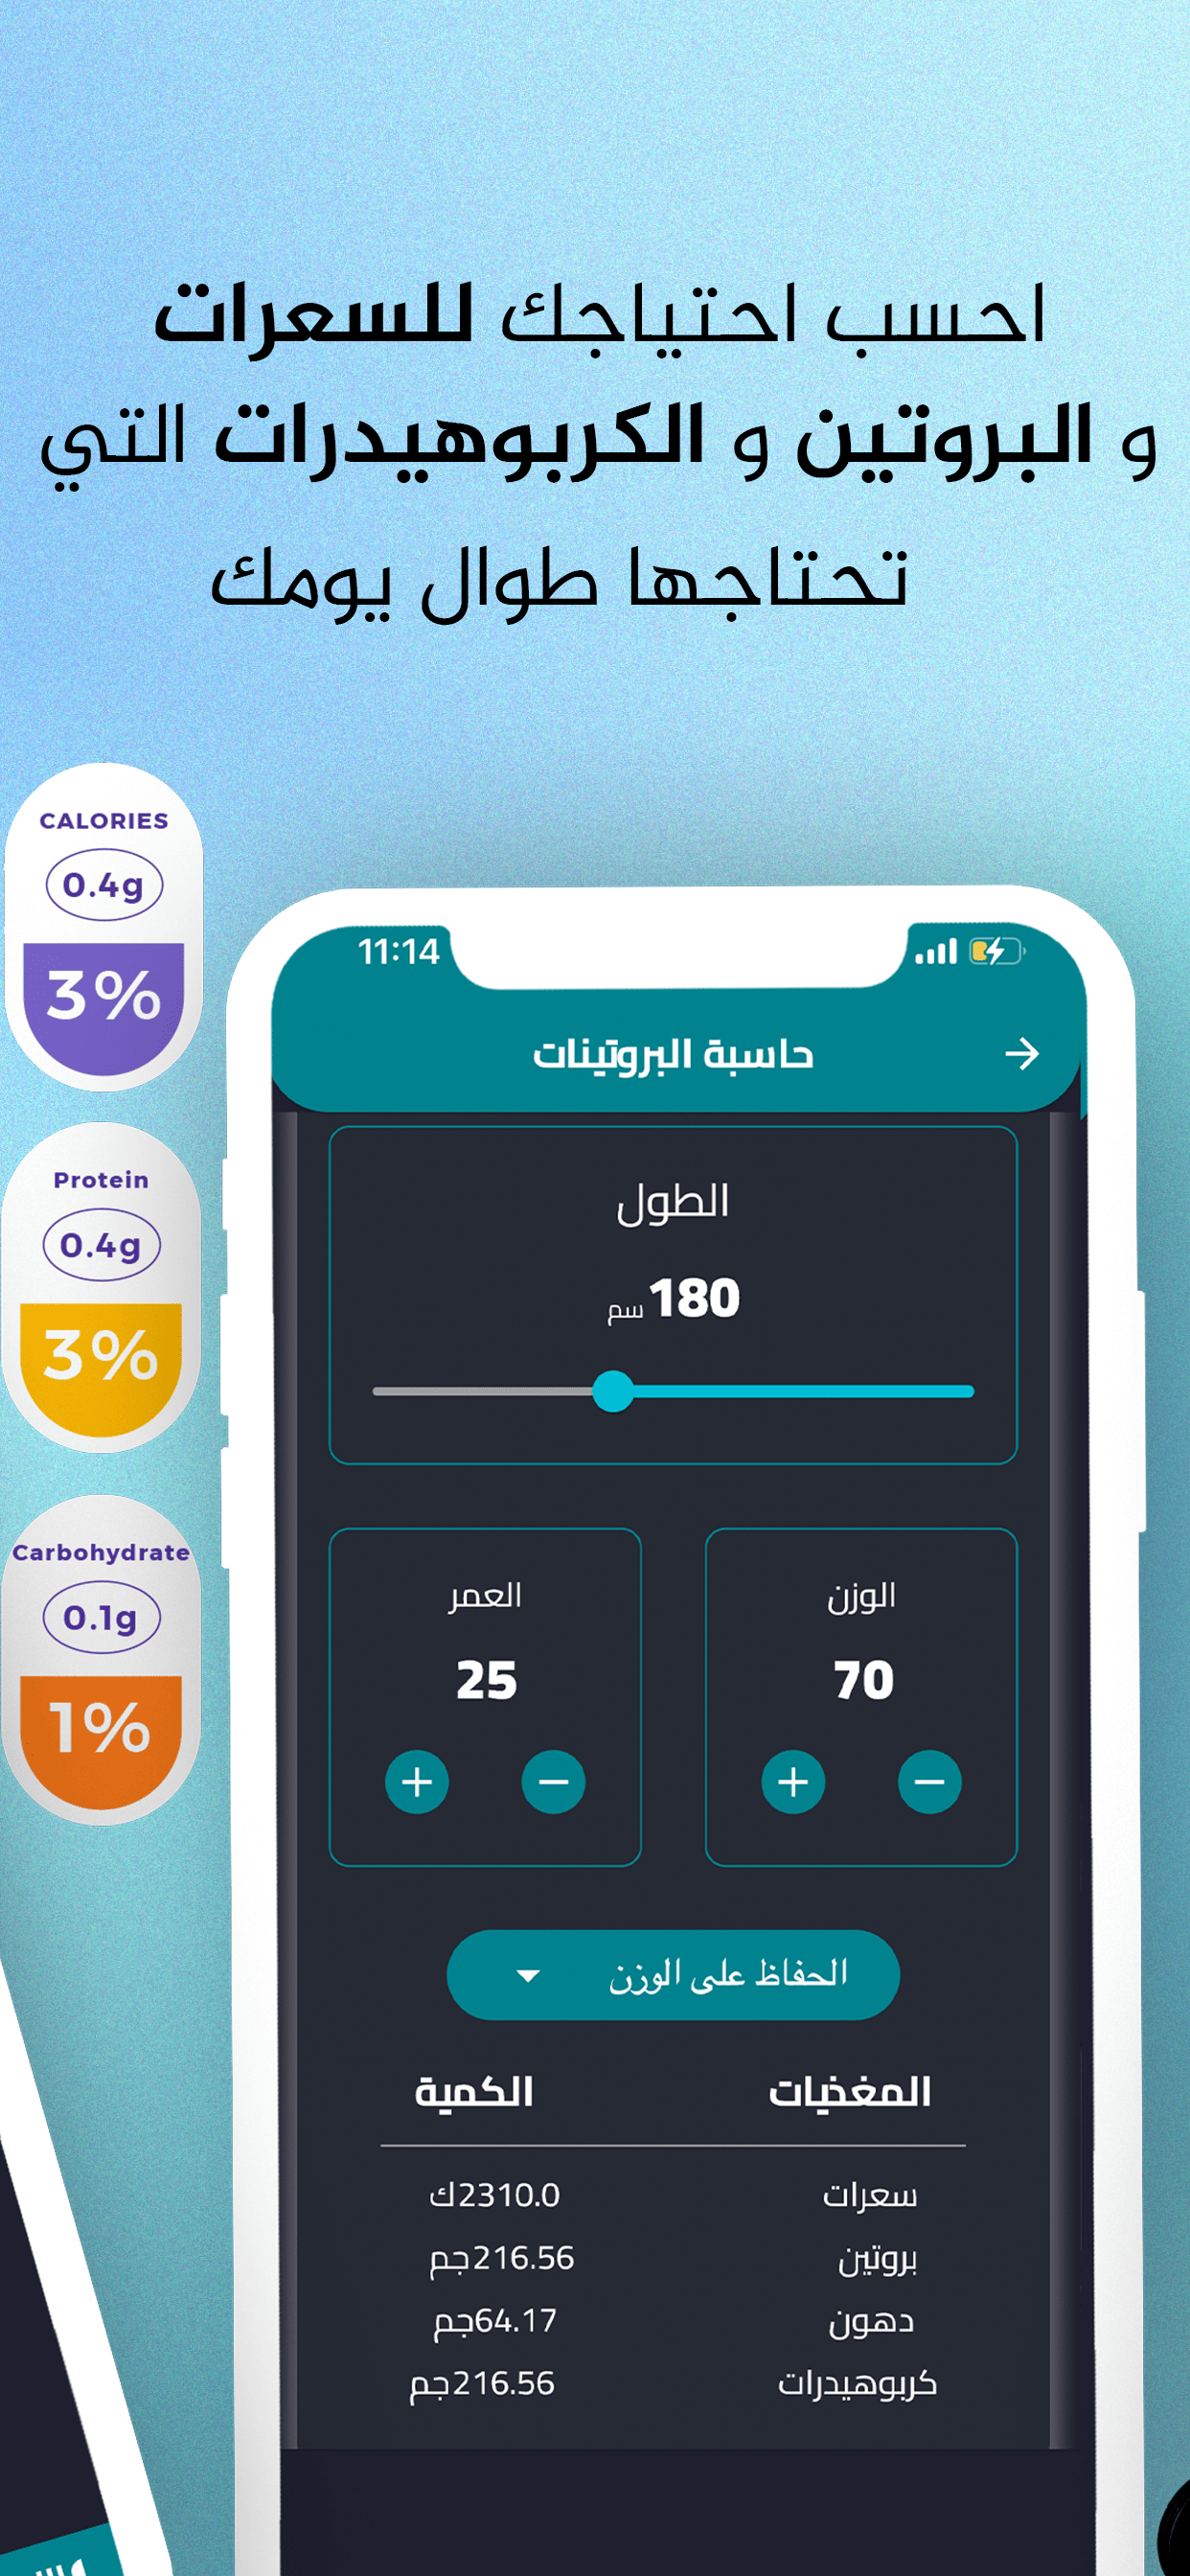 احسب احتياجك للسعرات
و البروتين و الكربوهيدرات التي
تحتاجها طوال يومك
CALORIES
0.4g
3%
Protein
0.4g
3%
Carbohydrate
0.1g
1%
11:14
حاسبة البروتينات
الطول
180 سم
الوزن
70
العمر
25
الحفاظ على الوزن
المغذيات الكمية
سعرات 2310.0ك
بروتين 216.56جم
دهون 64.17جم
كربوهيدرات 216.56جم